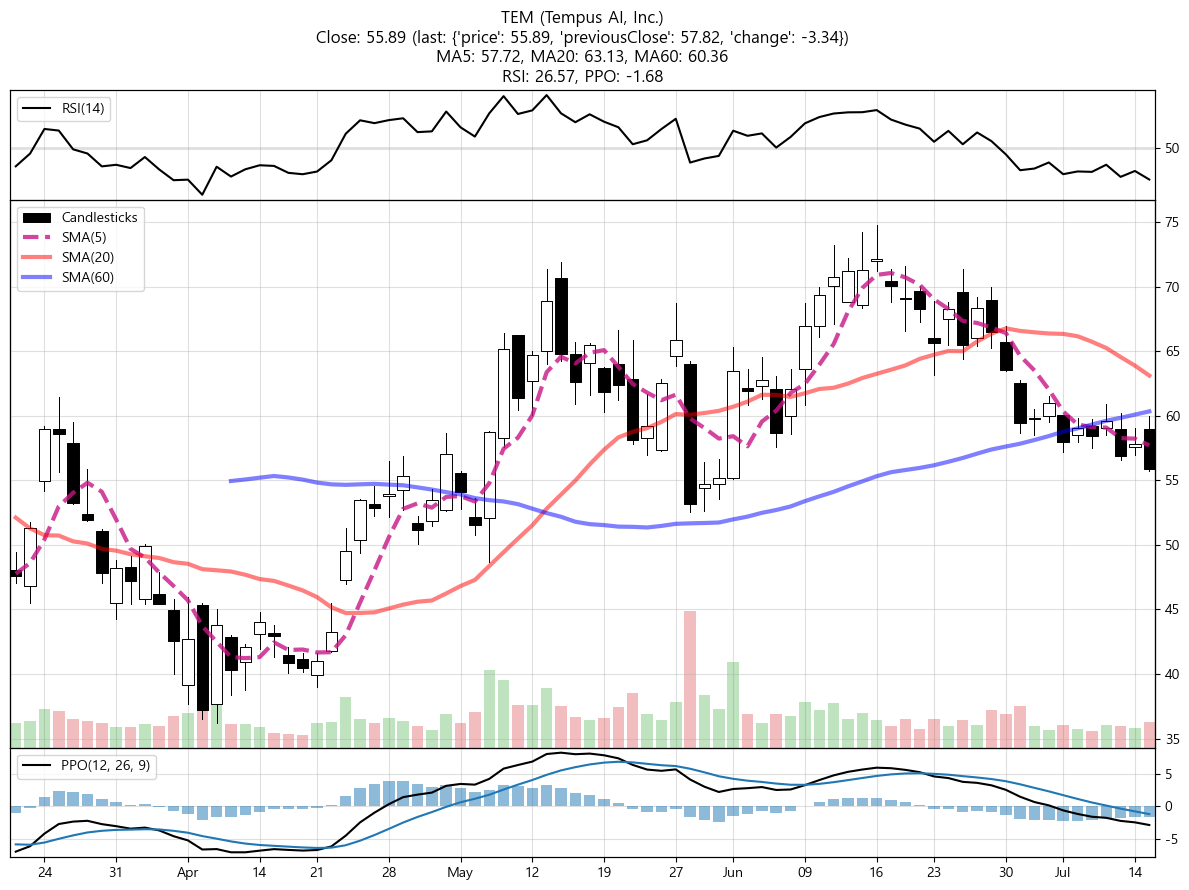 TEM (Tempus AI, Inc.)
Close: 55.89 (last: {'price': 55.89, 'previousClose': 57.82, 'change': -3.34})
MA5: 57.72, MA20: 63.13, MA60: 60.36
RSI: 26.57, PPO: -1.68
RSI(14)
50
Candlesticks
SMA(5)
SMA(20)
SMA(60)
75
70
65
60
55
50
45
40
35
PPO(12, 26, 9)
5
0
-5
24 31 Apr 14 21 28 May 12 19 27 Jun 09 16 23 30 Jul 14